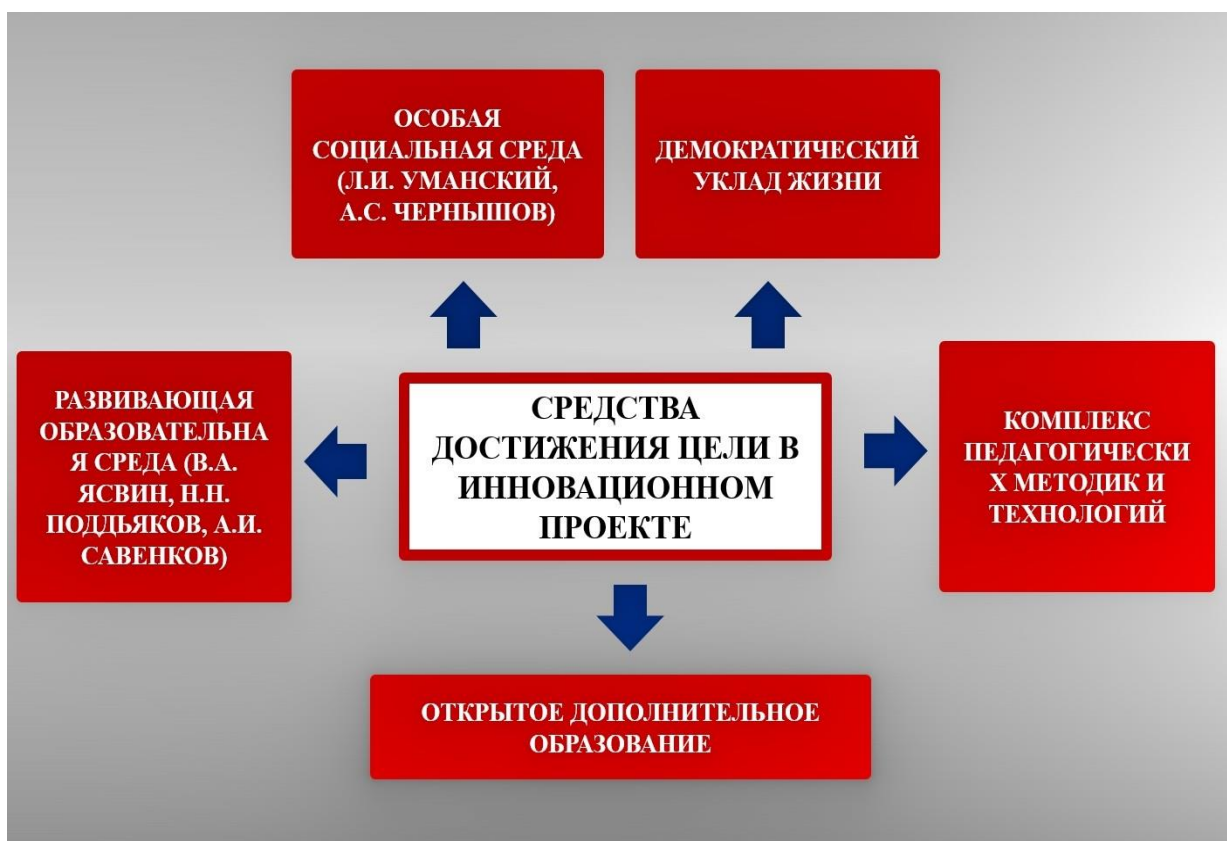 ОСОБАЯ
СОЦИАЛЬНАЯ СРЕДА
(Л.И. УМАНСКИЙ,
А.С. ЧЕРНЫШОВ)
ДЕМОКРАТИЧЕСКИЙ
УКЛАД ЖИЗНИ
РАЗВИВАЮЩАЯ
ОБРАЗОВАТЕЛЬНА
Я СРЕДА (В.А.
ЯСВИН, Н.Н.
ПОДДЬЯКОВ, А.И.
САВЕНКОВ)
СРЕДСТВА
ДОСТИЖЕНИЯ ЦЕЛИ В
ИННОВАЦИОННОМ
ПРОЕКТЕ
КОМПЛЕКС
ПЕДАГОГИЧЕСКИ
Х МЕТОДИК И
ТЕХНОЛОГИЙ
ОТКРЫТОЕ ДОПОЛНИТЕЛЬНОЕ
ОБРАЗОВАНИЕ